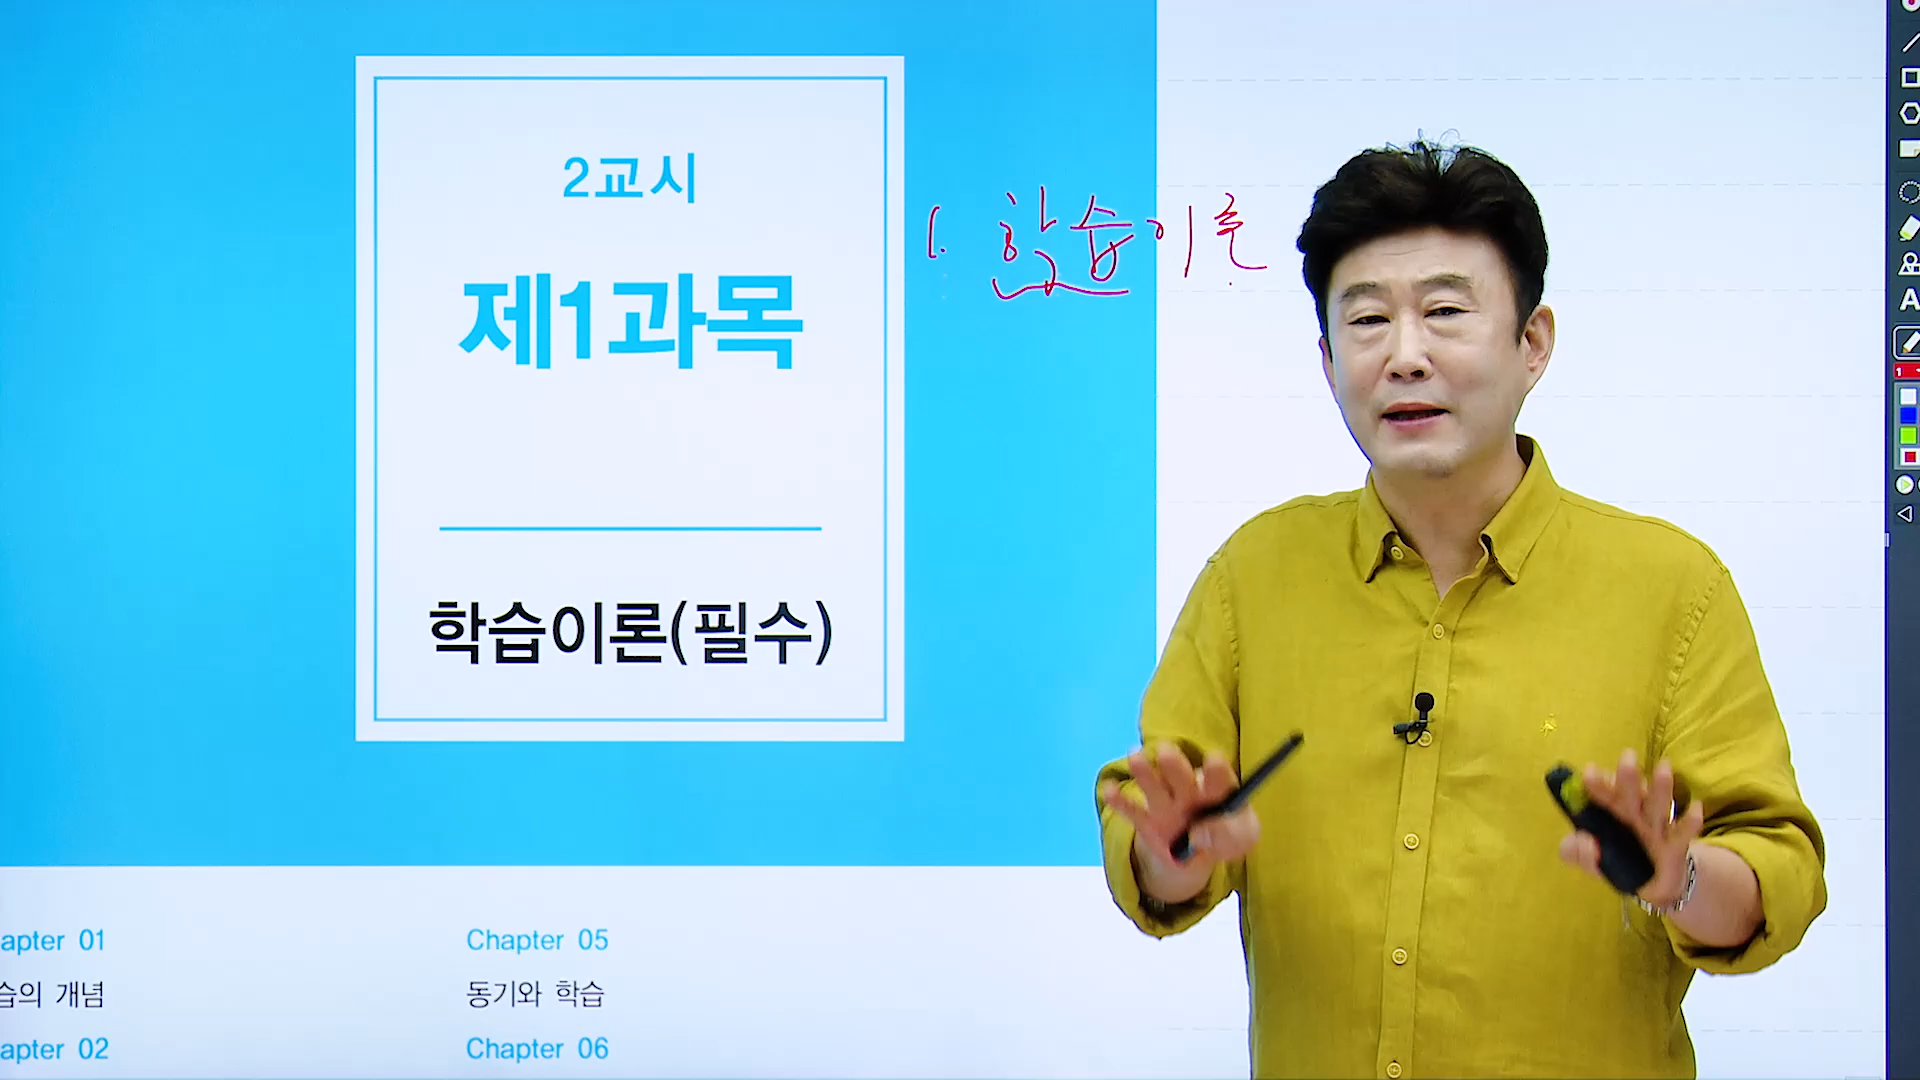 2교시
제1과목
학습이론(필수)
1. 학습이론
apter 01
습의 개념
apter 02
Chapter 05
동기와 학습
Chapter 06
A
1